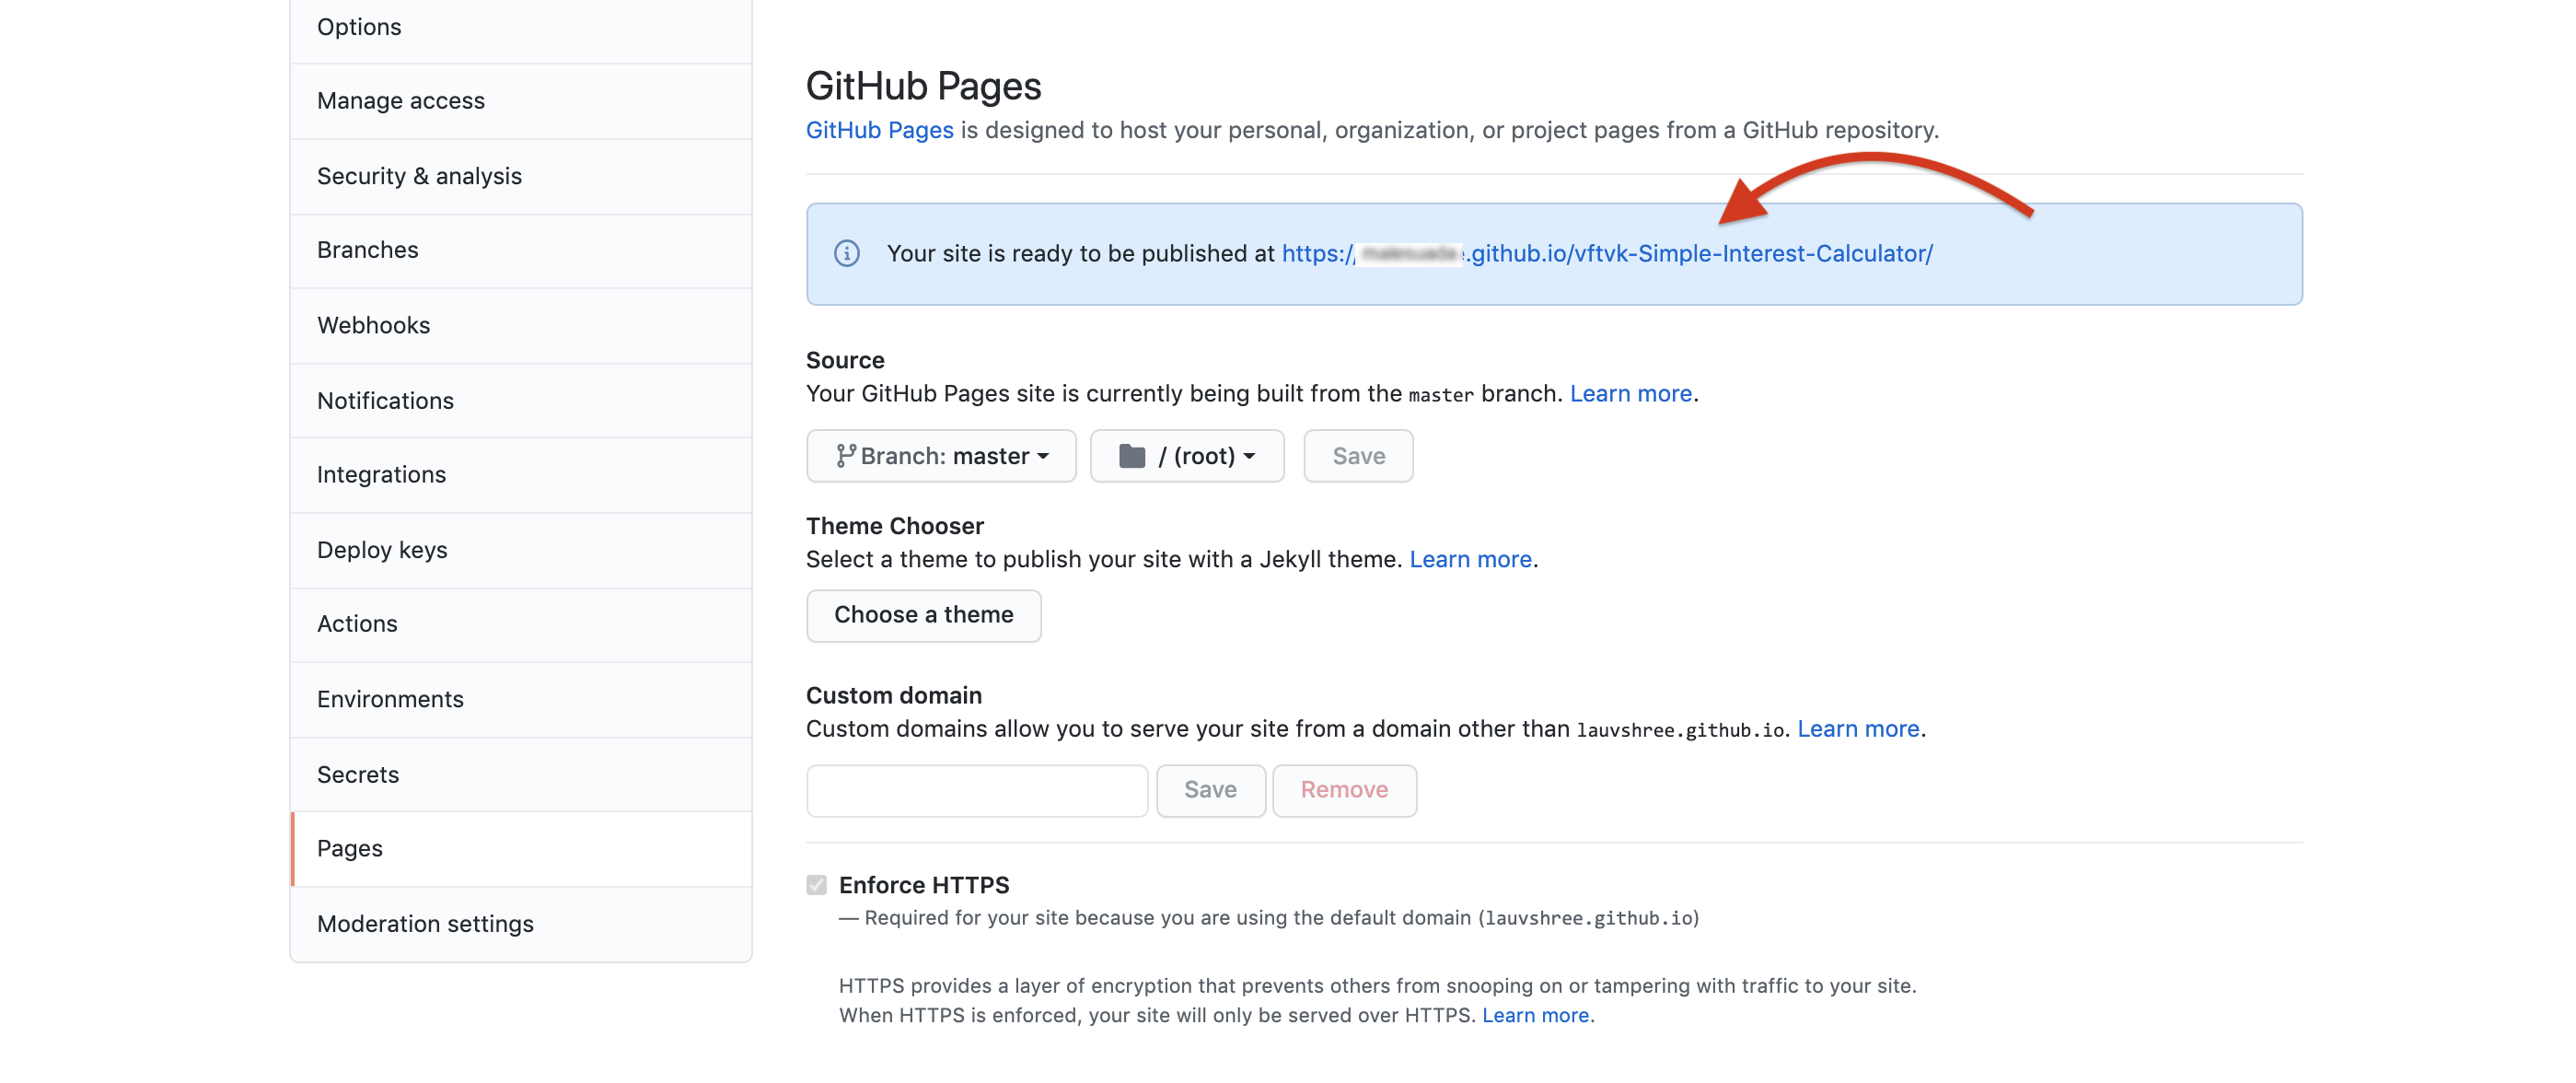 Options
Manage access
Security & analysis
Branches
Webhooks
Notifications
Integrations
Deploy keys
Actions
Environments
Secrets
Pages
Moderation settings
GitHub Pages
GitHub Pages is designed to host your personal, organization, or project pages from a GitHub repository.
Your site is ready to be published at https:// .github.io/vftvk-Simple-Interest-Calculator/
Source
Your GitHub Pages site is currently being built from the master branch. Learn more.
Branch: master
/ (root)
Save
Theme Chooser
Select a theme to publish your site with a Jekyll theme. Learn more.
Choose a theme
Custom domain
Custom domains allow you to serve your site from a domain other than lauvshree.github.io. Learn more.
Save
Remove
Enforce HTTPS
— Required for your site because you are using the default domain (lauvshree.github.io)
HTTPS provides a layer of encryption that prevents others from snooping on or tampering with traffic to your site.
When HTTPS is enforced, your site will only be served over HTTPS. Learn more.